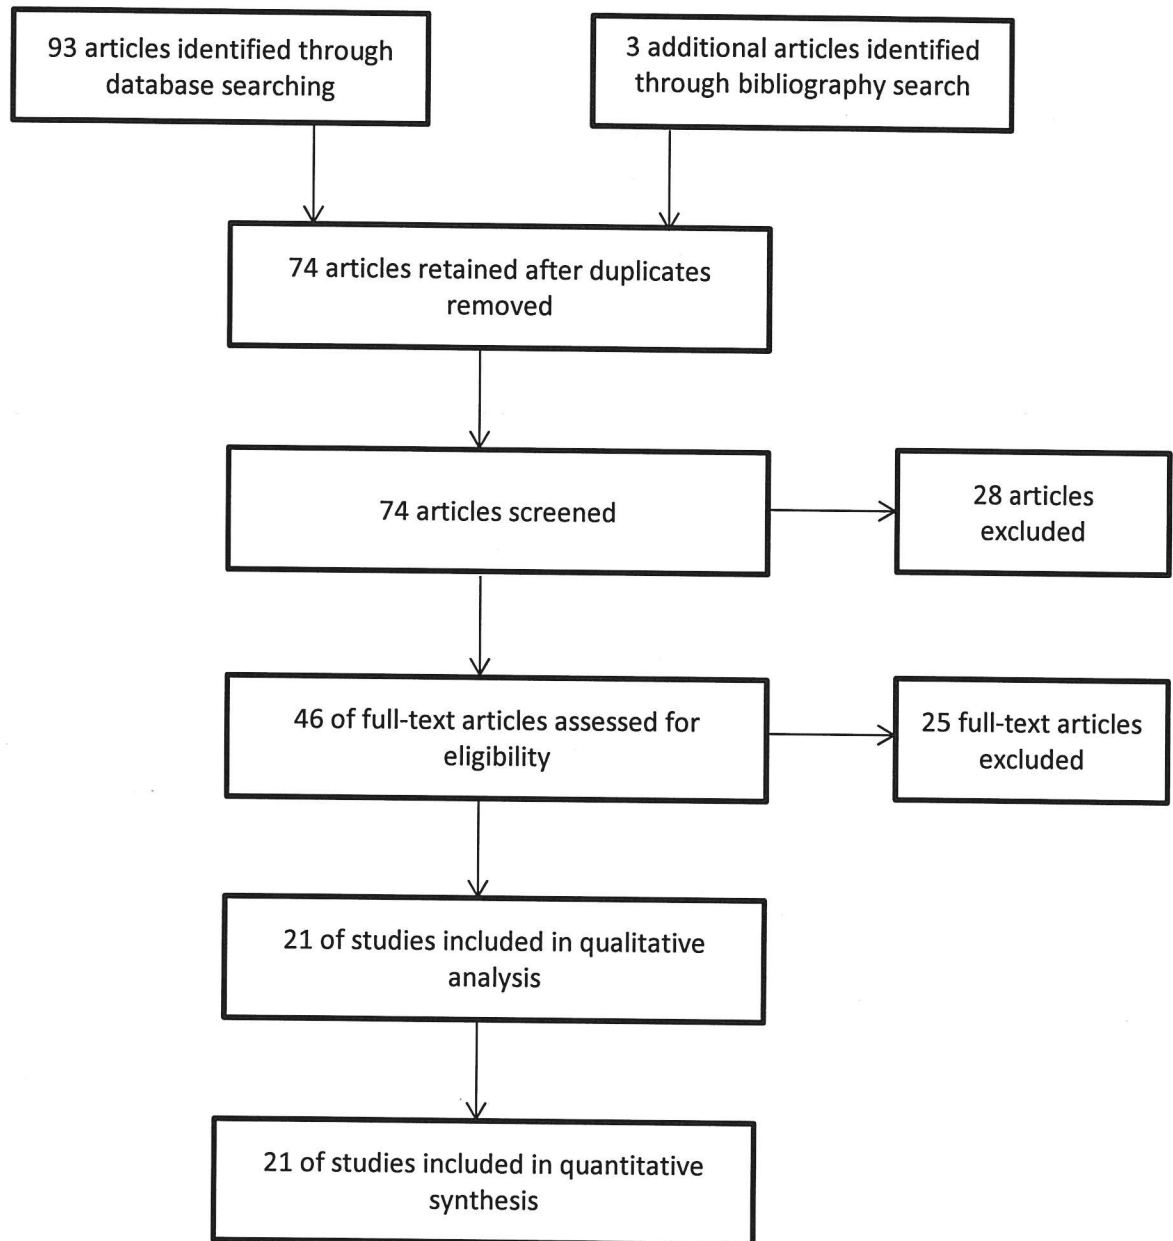 93 articles identified through
database searching
3 additional articles identified
through bibliography search
74 articles retained after duplicates
removed
74 articles screened
28 articles
excluded
46 of full-text articles assessed for
eligibility
25 full-text articles
excluded
21 of studies included in qualitative
analysis
21 of studies included in quantitative
synthesis